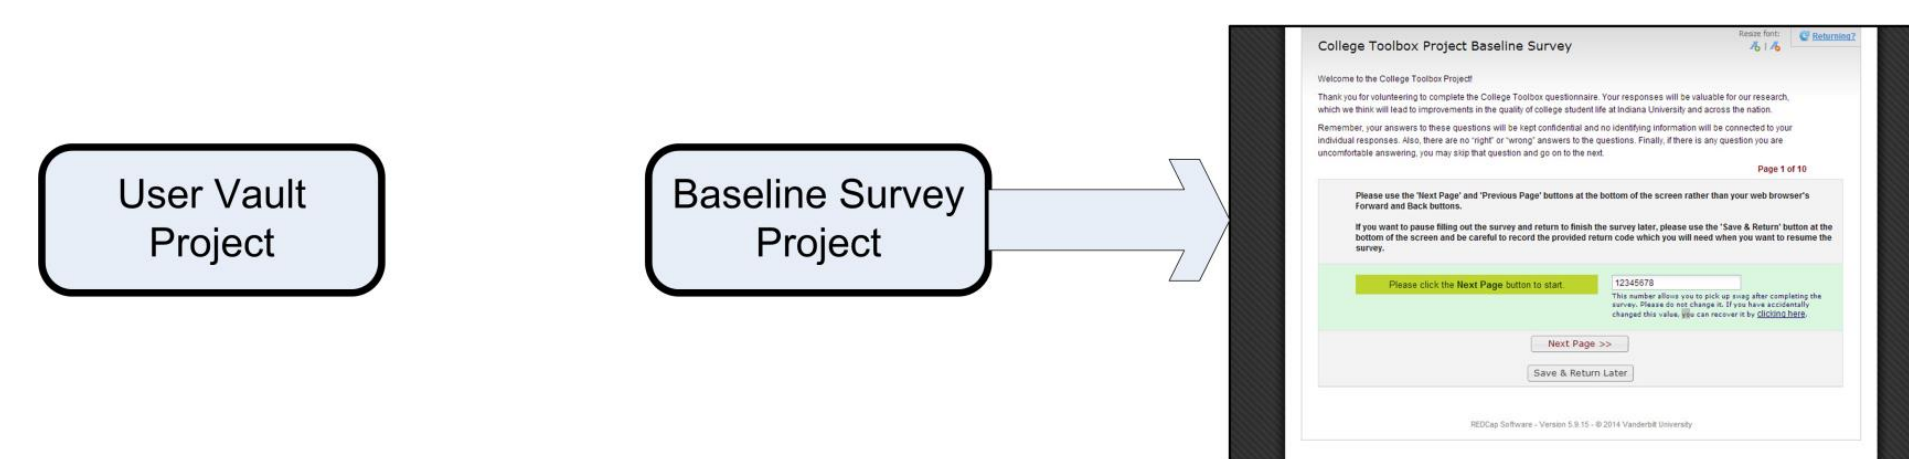 User Vault
Project
Baseline Survey
Project
College Toolbox Project Baseline Survey
Resize font:
Returning?
Welcome to the College Toolbox Project!
Thank you for volunteering to complete the College Toolbox questionnaire. Your responses will be valuable for our research,
which we think will lead to improvements in the quality of college student life at Indiana University and across the nation.
Remember, your answers to these questions will be kept confidential and no identifying information will be connected to your
individual responses. Also, there are no "right" or "wrong" answers to the questions. Finally, if there is any question you are
uncomfortable answering, you may skip that question and go on to the next.
Page 1 of 10
Please use the 'Next Page' and 'Previous Page' buttons at the bottom of the screen rather than your web browser's
Forward and Back buttons.
If you want to pause filling out the survey and return to finish the survey later, please use the 'Save & Return' button at the
bottom of the screen and be careful to record the provided return code which you will need when you want to resume the
survey.
Please click the Next Page button to start.
12345678
This number allows you to pick up swag after completing the
survey. Please do not change it. If you have accidentally
changed this value, you can recover it by clicking here.
Next Page >>
Save & Return Later
REDCap Software - Version 5.9.15 - © 2014 Vanderbilt University